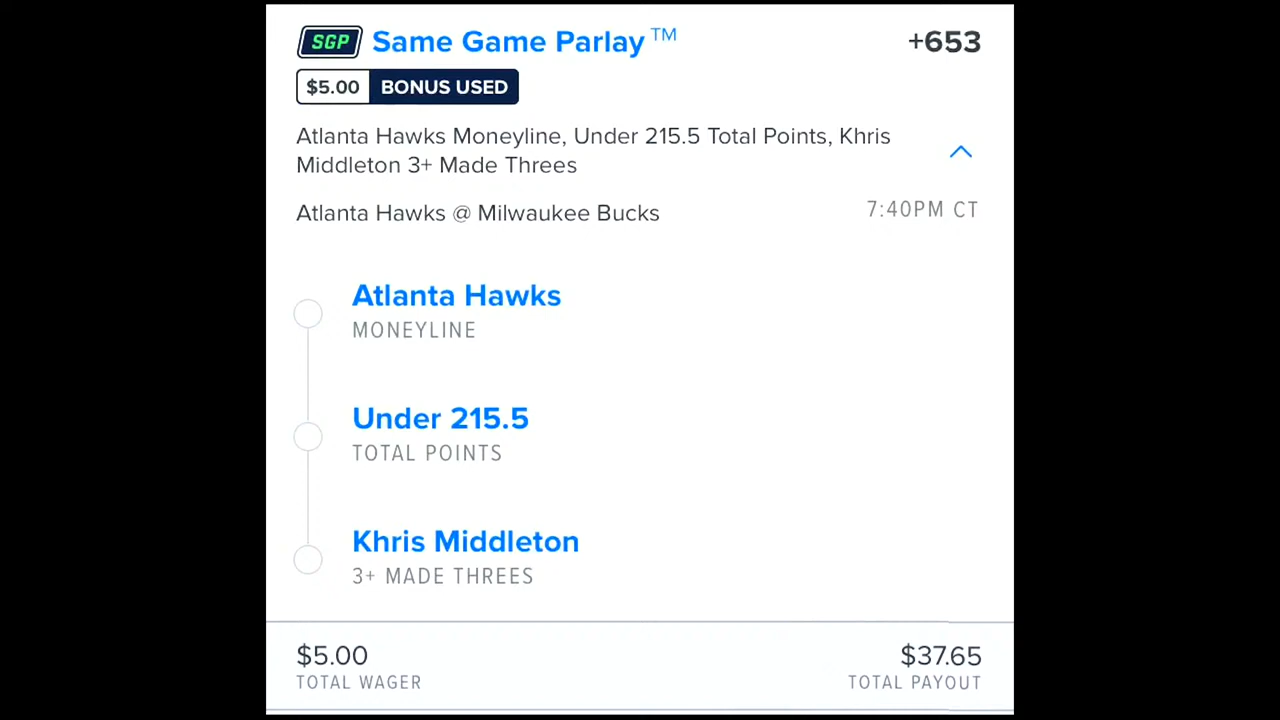 SGP Same Game Parlay™ +653
$5.00 BONUS USED
Atlanta Hawks Moneyline, Under 215.5 Total Points, Khris
Middleton 3+ Made Threes
Atlanta Hawks @ Milwaukee Bucks 7:40PM CT
Atlanta Hawks
MONEYLINE
Under 215.5
TOTAL POINTS
Khris Middleton
3+ MADE THREES
$5.00 $37.65
TOTAL WAGER TOTAL PAYOUT